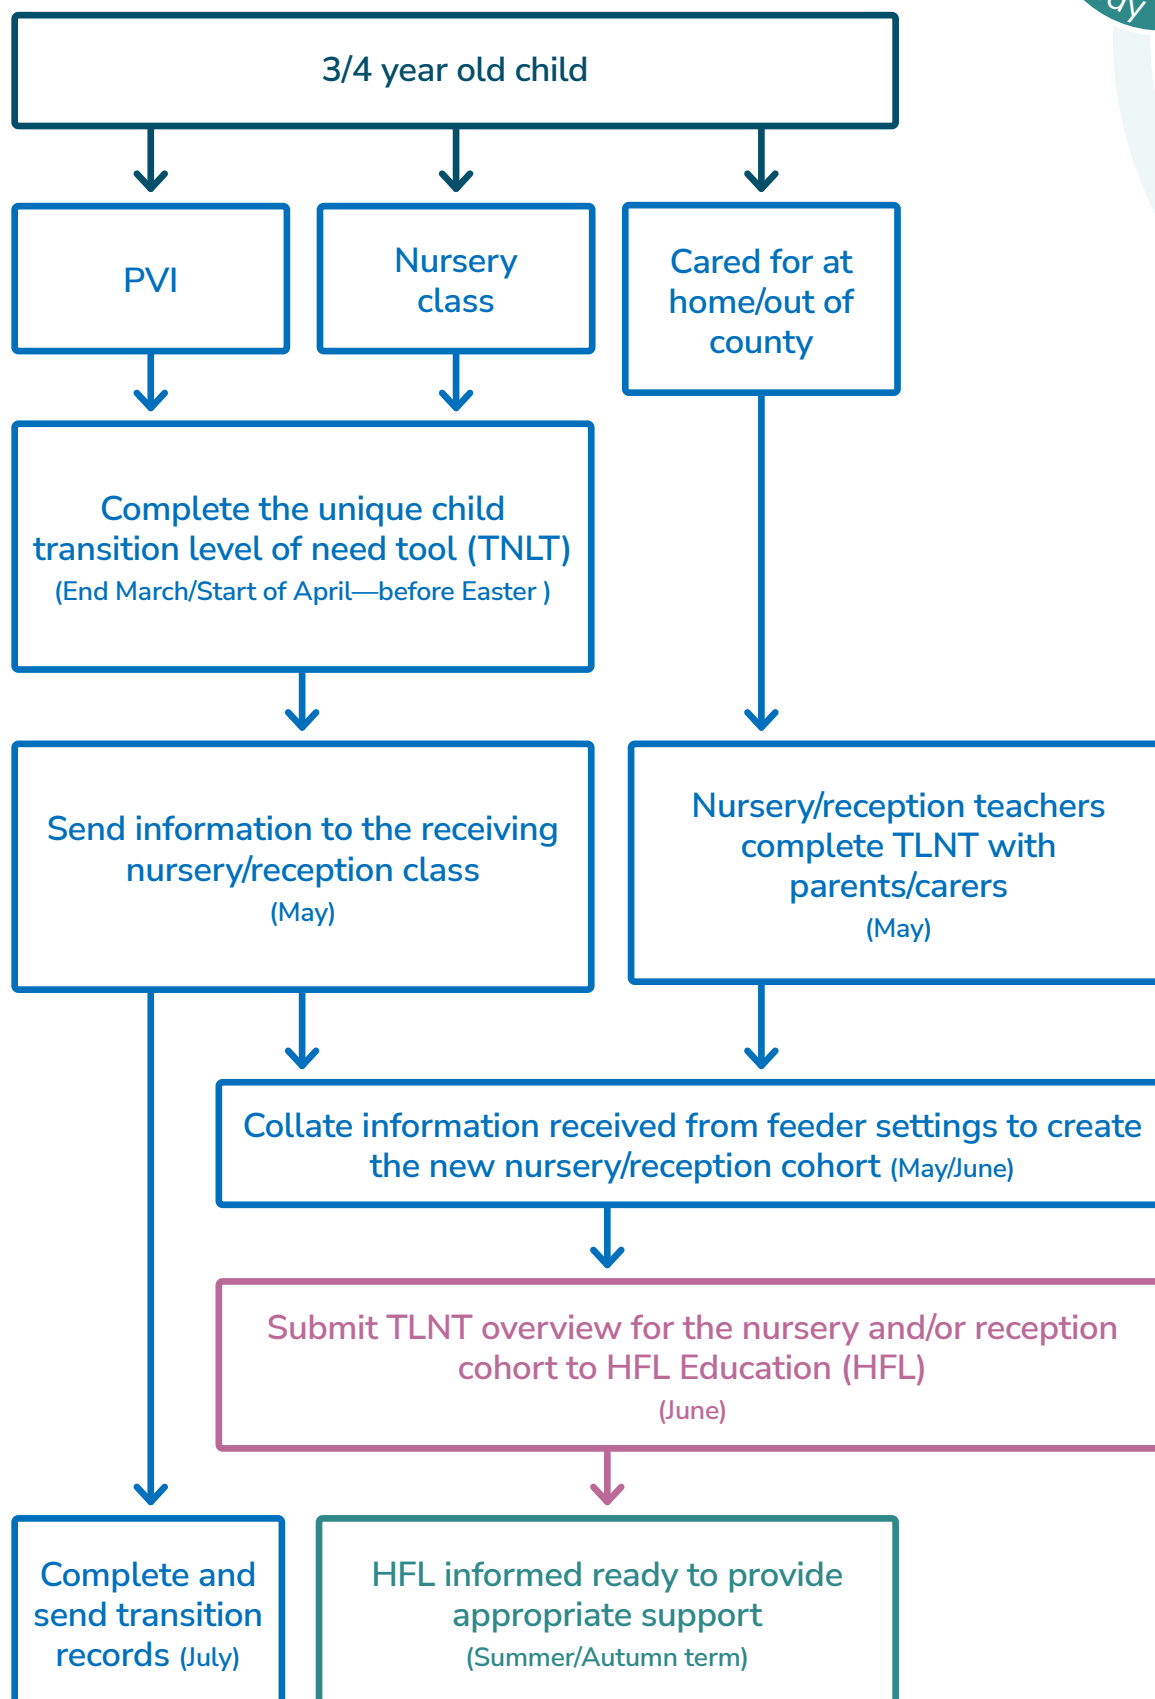 3/4 year old child
PVI
Nursery
class
Cared for at
home/out of
county
Complete the unique child
transition level of need tool (TNLT)
(End March/Start of April—before Easter )
Send information to the receiving
nursery/reception class
(May)
Nursery/reception teachers
complete TLNT with
parents/carers
(May)
Collate information received from feeder settings to create
the new nursery/reception cohort (May/June)
Submit TLNT overview for the nursery and/or reception
cohort to HFL Education (HFL)
(June)
Complete and
send transition
records (July)
HFL informed ready to provide
appropriate support
(Summer/Autumn term)